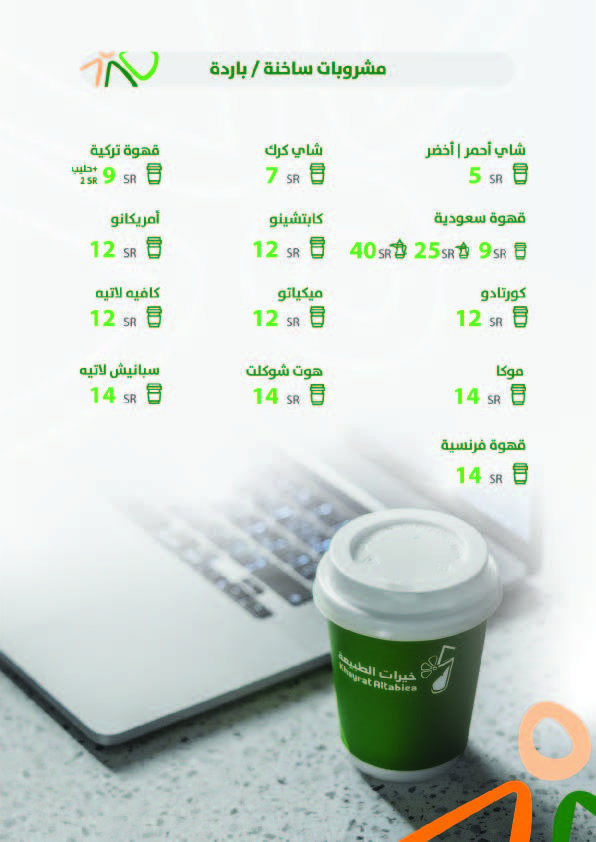 مشروبات ساخنة / باردة
شاي أحمر | أخضر
5 SR
شاي كرك
7 SR
قهوة تركية
9 SR
+حليب
2 SR
قهوة سعودية
9 SR
25 SR
40 SR
كابتشينو
12 SR
أمريكانو
12 SR
كورتادو
12 SR
ميكياتو
12 SR
كافيه لاتيه
12 SR
موكا
14 SR
هوت شوكلت
14 SR
سبانيش لاتيه
14 SR
قهوة فرنسية
14 SR
خيرات الطبيعة
Khayrat Altabiea